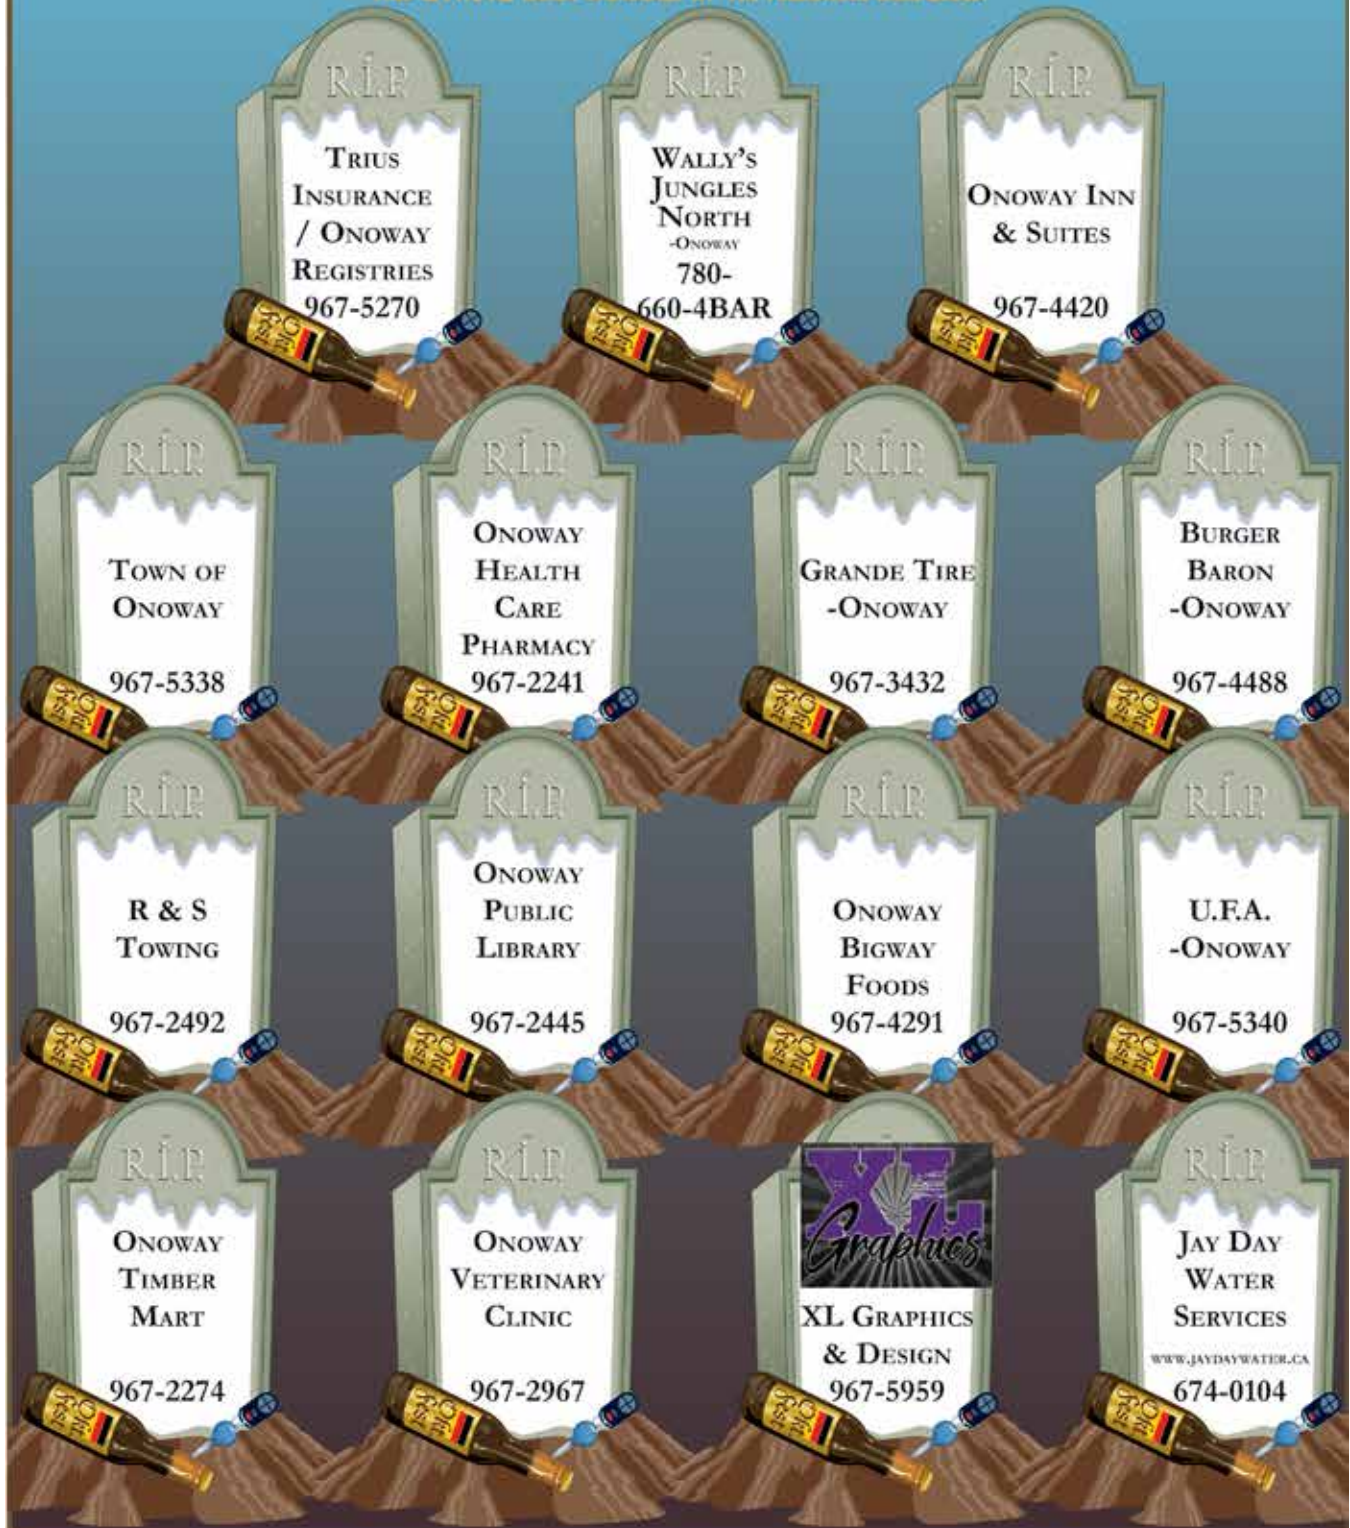 R.I.P.
TRIUS
INSURANCE
/ ONOWAY
REGISTRIES
967-5270
R.I.P.
WALLY'S
JUNGLES
NORTH
-ONOWAY
780-
660-4BAR
R.I.P.
ONOWAY INN
& SUITES
967-4420
R.I.P.
TOWN OF
ONOWAY
967-5338
R.I.P.
ONOWAY
HEALTH
CARE
PHARMACY
967-2241
R.I.P.
GRANDE TIRE
-ONOWAY
967-3432
R.I.P.
BURGER
BARON
-ONOWAY
967-4488
R.I.P.
R & S
TOWING
967-2492
R.I.P.
ONOWAY
PUBLIC
LIBRARY
967-2445
R.I.P.
ONOWAY
BIGWAY
FOODS
967-4291
R.I.P.
U.F.A.
-ONOWAY
967-5340
R.I.P.
ONOWAY
TIMBER
MART
967-2274
R.I.P.
ONOWAY
VETERINARY
CLINIC
967-2967
XL
Graphics
XL GRAPHICS
& DESIGN
967-5959
R.I.P.
JAY DAY
WATER
SERVICES
WWW.JAYDAYWATER.CA
674-0104